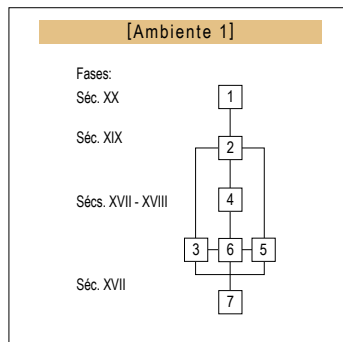 [Ambiente 1]
Fases:
Séc. XX
1
Séc. XIX
2
Sécs. XVII - XVIII
4
3
6
5
Séc. XVII
7